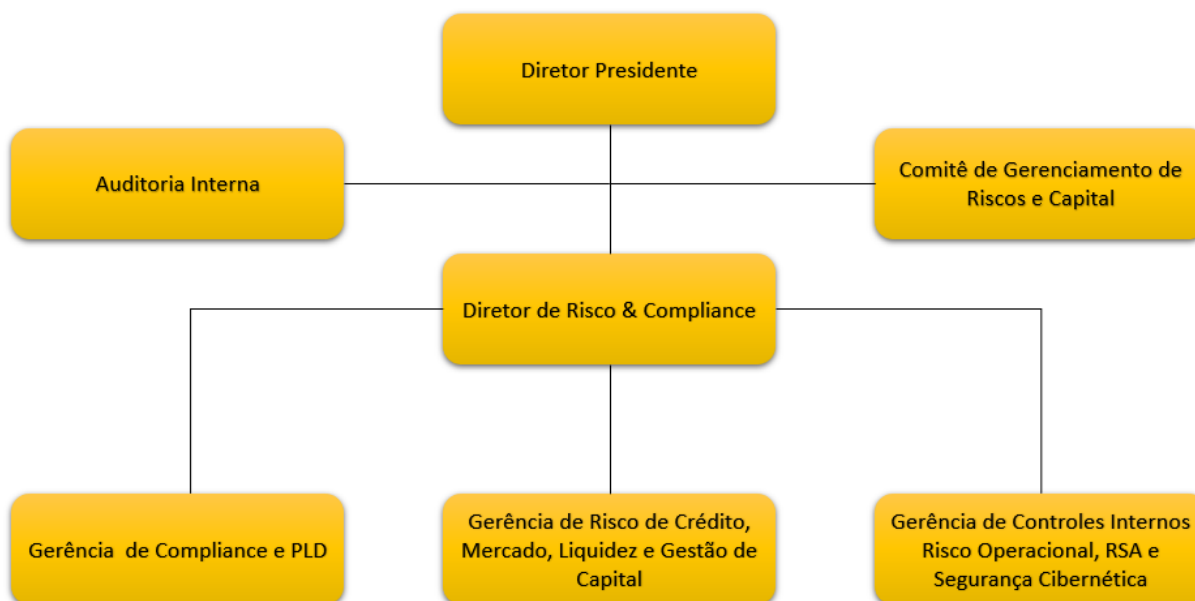 Diretor Presidente
Auditoria Interna
Comitê de Gerenciamento de
Riscos e Capital
Diretor de Risco & Compliance
Gerência  de Compliance e PLD
Gerência de Risco de Crédito,
Mercado, Liquidez e Gestão de
Capital
Gerência de Controles Internos
Risco Operacional, RSA e
Segurança Cibernética